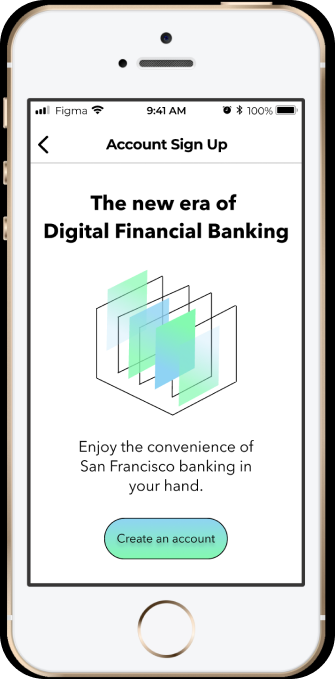 Figma 9:41 AM 100%
Account Sign Up
The new era of
Digital Financial Banking
Enjoy the convenience of
San Francisco banking in
your hand.
Create an account